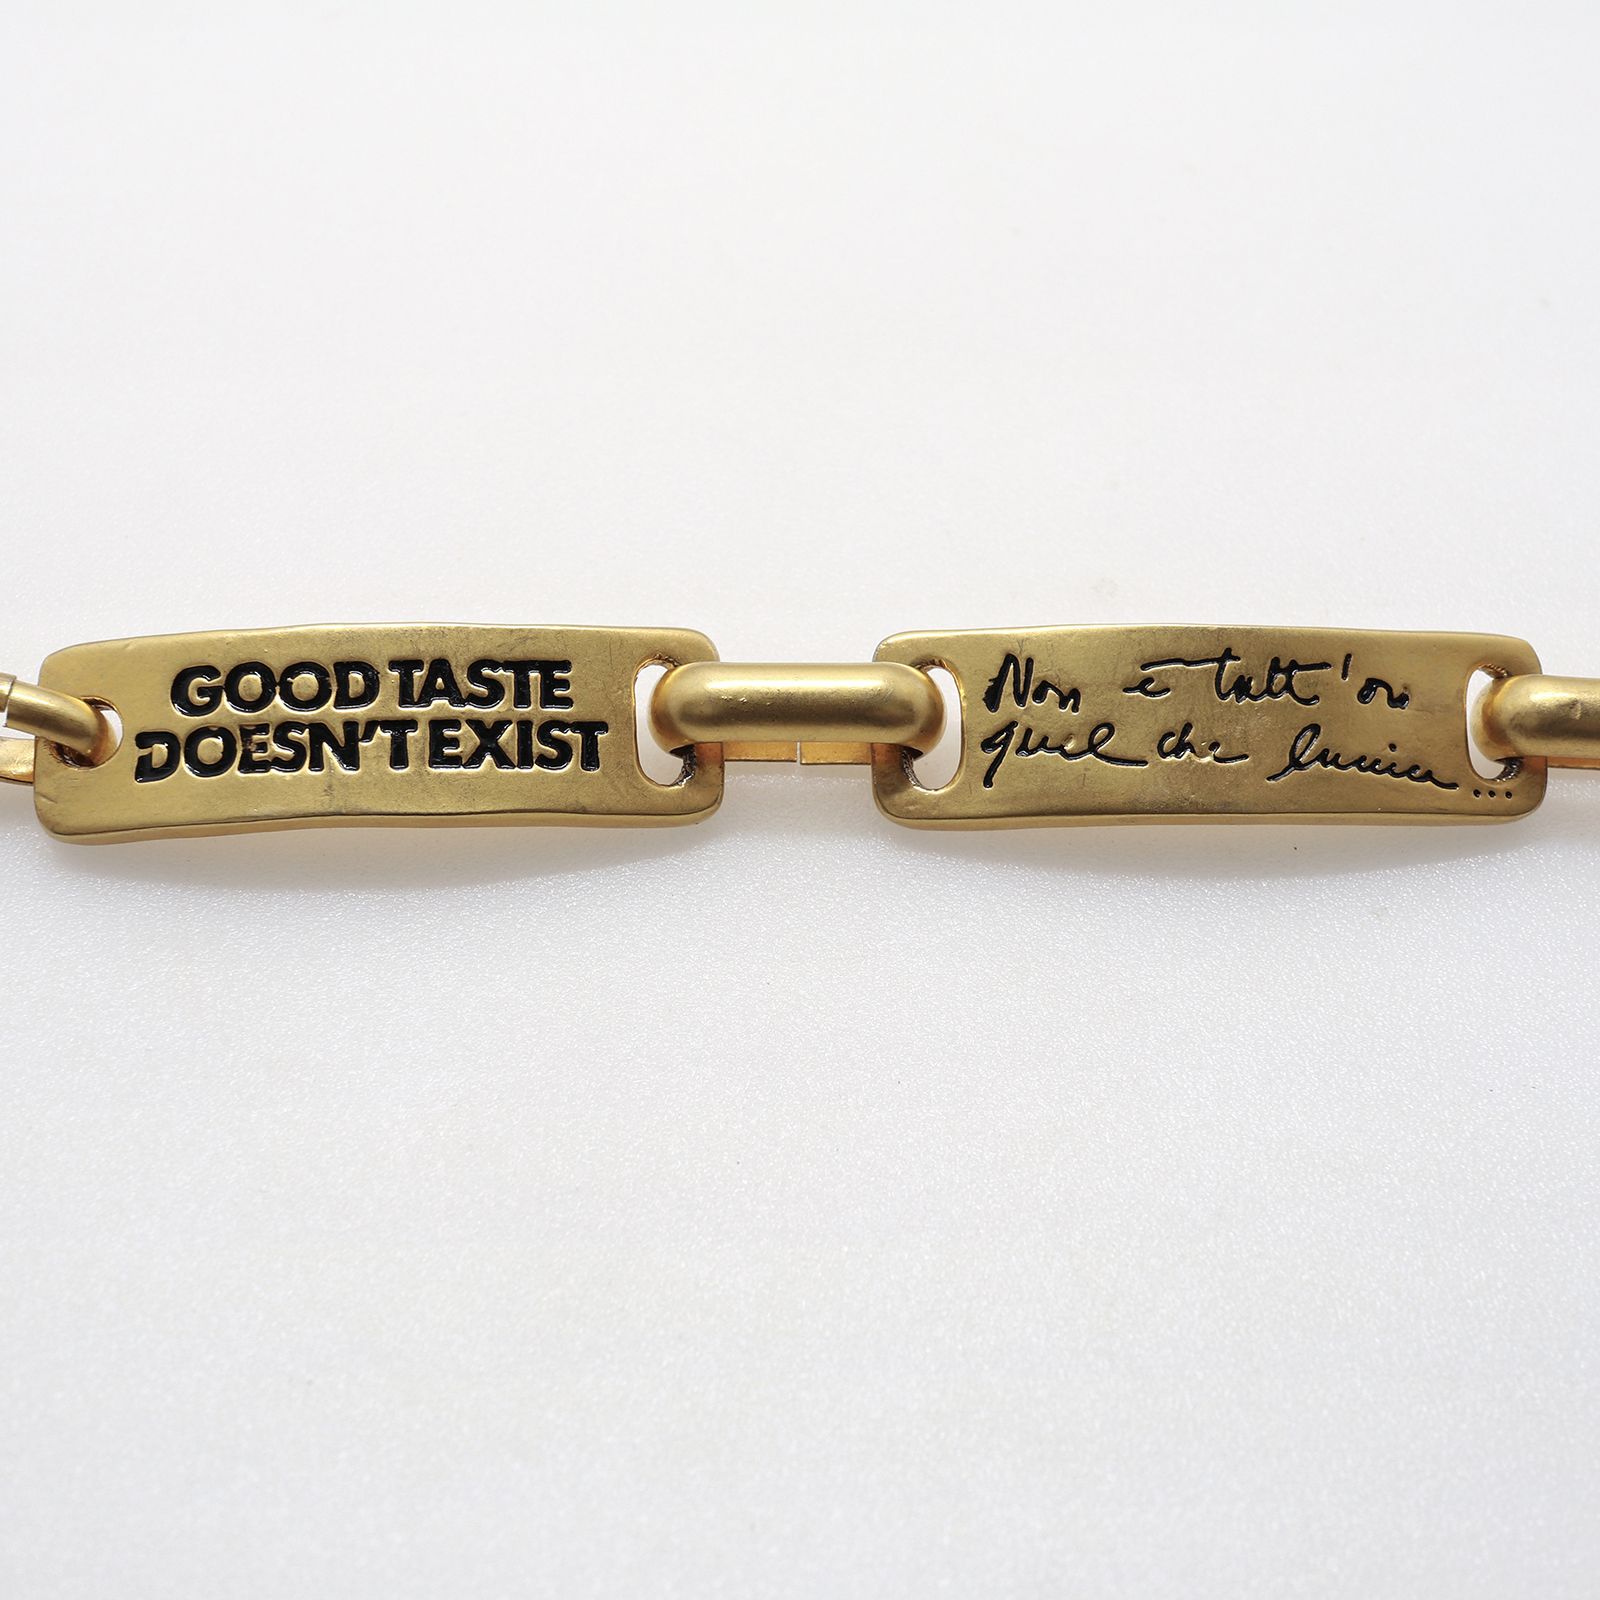 GOOD TASTE
DOESN'T EXIST
Non è tutt'oro
quel che luccica...